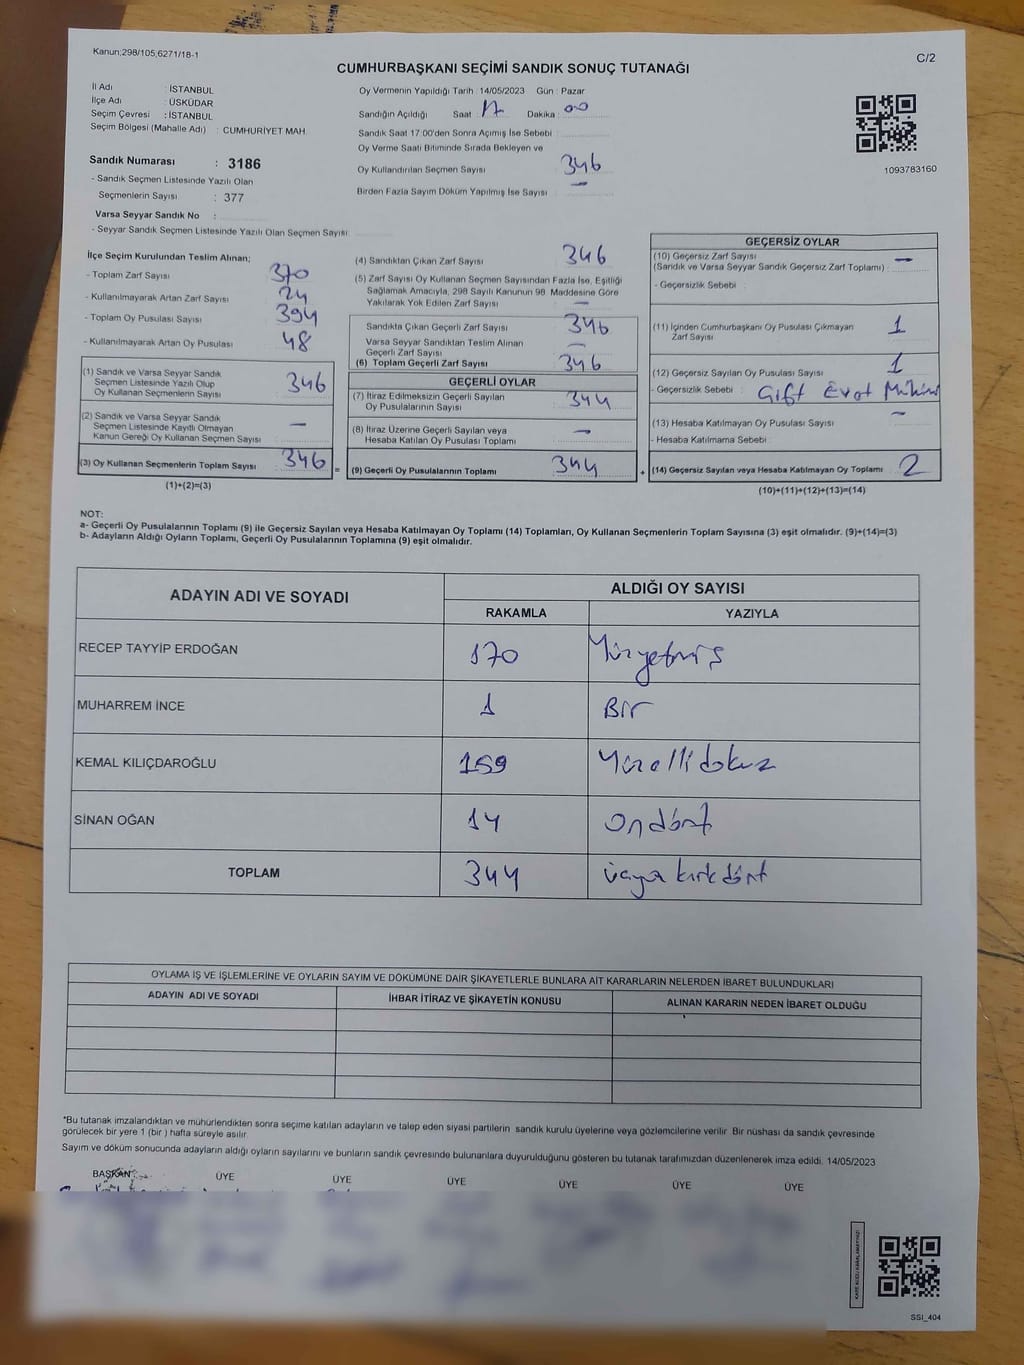 Kanun;298/105;6271/18-1
C/2
CUMHURBAŞKANI SEÇİMİ SANDIK SONUÇ TUTANAĞI
İl Adı : İSTANBUL
İlçe Adı : ÜSKÜDAR
Seçim Çevresi : İSTANBUL
Seçim Bölgesi (Mahalle Adı) : CUMHURİYET MAH.
Sandık Numarası : 3186
- Sandık Seçmen Listesinde Yazılı Olan
Seçmenlerin Sayısı : 377
Varsa Seyyar Sandık No :
- Seyyar Sandık Seçmen Listesinde Yazılı Olan Seçmen Sayısı:
Oy Vermenin Yapıldığı Tarih : 14/05/2023 Gün : Pazar
Sandığın Açıldığı Saat : 17 Dakika : 00
Sandık Saat 17:00'den Sonra Açımış İse Sebebi :
Oy Verme Saati Bitiminde Sırada Bekleyen ve
Oy Kullandırılan Seçmen Sayısı : 346
Birden Fazla Sayım Döküm Yapılmış İse Sayısı : -
1093783160
İlçe Seçim Kurulundan Teslim Alınan;
- Toplam Zarf Sayısı 370
- Kullanılmayarak Artan Zarf Sayısı 24
- Toplam Oy Pusulası Sayısı 394
- Kullanılmayarak Artan Oy Pusulası 48
(1) Sandık ve Varsa Seyyar Sandık
Seçmen Listesinde Yazılı Olup
Oy Kullanan Seçmenlerin Sayısı 346
(2) Sandık ve Varsa Seyyar Sandık
Seçmen Listesinde Kayıtlı Olmayan
Kanun Gereği Oy Kullanan Seçmen Sayısı -
(3) Oy Kullanan Seçmenlerin Toplam Sayısı 346 =
(1)+(2)=(3)
(4) Sandıktan Çıkan Zarf Sayısı 346
(5) Zarf Sayısı Oy Kullanan Seçmen Sayısından Fazla İse, Eşitliği
Sağlamak Amacıyla, 298 Sayılı Kanunun 98. Maddesine Göre
Yakılarak Yok Edilen Zarf Sayısı -
Sandıkta Çıkan Geçerli Zarf Sayısı 346
Varsa Seyyar Sandıktan Teslim Alınan
Geçerli Zarf Sayısı -
(6) Toplam Geçerli Zarf Sayısı 346
GEÇERLİ OYLAR
(7) İtiraz Edilmeksizin Geçerli Sayılan
Oy Pusulalarının Sayısı 344
(8) İtiraz Üzerine Geçerli Sayılan veya
Hesaba Katılan Oy Pusulası Toplamı -
(9) Geçerli Oy Pusulalarının Toplamı 344 +
GEÇERSİZ OYLAR
(10) Geçersiz Zarf Sayısı -
(Sandık ve Varsa Seyyar Sandık Geçersiz Zarf Toplamı) :
- Geçersizlik Sebebi :
(11) İçinden Cumhurbaşkanı Oy Pusulası Çıkmayan
Zarf Sayısı 1
(12) Geçersiz Sayılan Oy Pusulası Sayısı 1
- Geçersizlik Sebebi : Çift Evet
(13) Hesaba Katılmayan Oy Pusulası Sayısı -
- Hesaba Katılmama Sebebi :
(14) Geçersiz Sayılan veya Hesaba Katılmayan Oy Toplamı 2
(10)+(11)+(12)+(13)=(14)
NOT:
a- Geçerli Oy Pusulalarının Toplamı (9) ile Geçersiz Sayılan veya Hesaba Katılmayan Oy Toplamı (14) Toplamları, Oy Kullanan Seçmenlerin Toplam Sayısına (3) eşit olmalıdır. (9)+(14)=(3)
b- Adayların Aldığı Oyların Toplamı, Geçerli Oy Pusulalarının Toplamına (9) eşit olmalıdır.
ADAYIN ADI VE SOYADI ALDIĞI OY SAYISI
RAKAMLA YAZIYLA
RECEP TAYYİP ERDOĞAN 170 Yüzyetmiş
MUHARREM İNCE 1 Bir
KEMAL KILIÇDAROĞLU 159 Yüzellidokuz
SİNAN OĞAN 14 Ondört
TOPLAM 344 üçyüz kırkdört
OYLAMA İŞ VE İŞLEMLERİNE VE OYLARIN SAYIM VE DÖKÜMÜNE DAİR ŞİKAYETLERLE BUNLARA AİT KARARLARIN NELERDEN İBARET BULUNDUKLARI
ADAYIN ADI VE SOYADI İHBAR İTİRAZ VE ŞİKAYETİN KONUSU ALINAN KARARIN NEDEN İBARET OLDUĞU
*Bu tutanak imzalandıktan ve mühürlendikten sonra seçime katılan adayların ve talep eden siyasi partilerin sandık kurulu üyelerine veya gözlemcilerine verilir. Bir nüshası da sandık çevresinde
görülecek bir yere 1 (bir ) hafta süreyle asılır.
Sayım ve döküm sonucunda adayların aldığı oyların sayılarını ve bunların sandık çevresinde bulunanlara duyurulduğunu gösteren bu tutanak tarafımızdan düzenlenerek imza edildi. 14/05/2023
BAŞKAN ÜYE ÜYE ÜYE ÜYE ÜYE ÜYE
KARE KODU KARALAMAYINIZ!
SSI_404